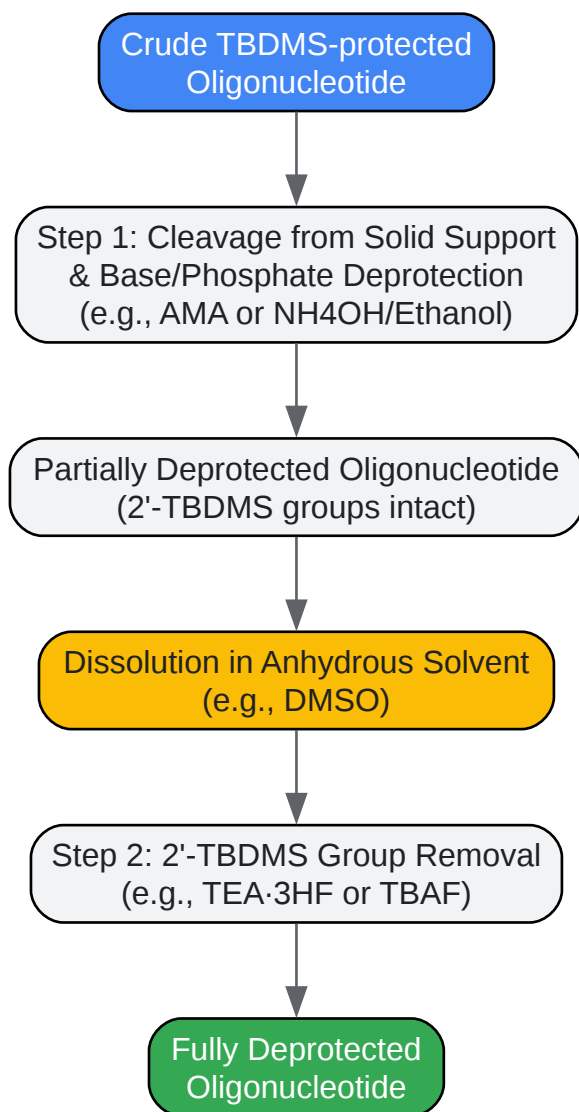 Crude TBDMS-protected
Oligonucleotide
Step 1: Cleavage from Solid Support
& Base/Phosphate Deprotection
(e.g., AMA or NH4OH/Ethanol)
Partially Deprotected Oligonucleotide
(2'-TBDMS groups intact)
Dissolution in Anhydrous Solvent
(e.g., DMSO)
Step 2: 2'-TBDMS Group Removal
(e.g., TEA·3HF or TBAF)
Fully Deprotected
Oligonucleotide